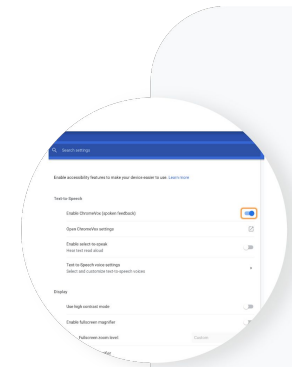 Search settings
Enable accessibility features to make your device easier to use. Learn more
Text-to-Speech
Enable ChromeVox (spoken feedback)
Open ChromeVox settings
Enable select-to-speak
Hear text read aloud
Text-to-Speech voice settings
Select and customize text-to-speech voices
Display
Use high contrast mode
Enable fullscreen magnifier
Fullscreen zoom level: